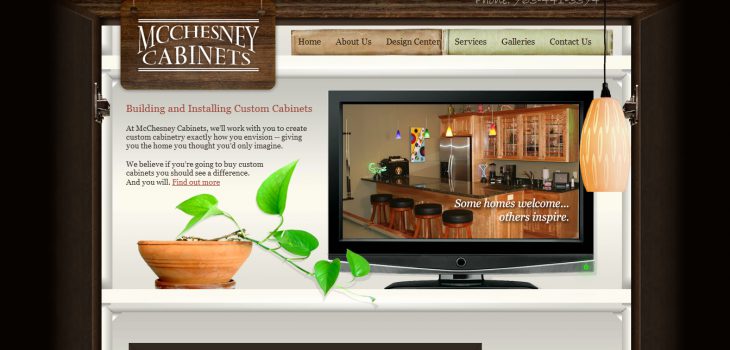 McChesney
Cabinets
Home About Us Design Center Services Galleries Contact Us
Building and Installing Custom Cabinets
At McChesney Cabinets, we'll work with you to create
custom cabinetry exactly how you envision – giving
you the home you thought you'd only imagine.
We believe if you're going to buy custom
cabinets you should see a difference.
And you will. Find out more
Some homes welcome...
others inspire.